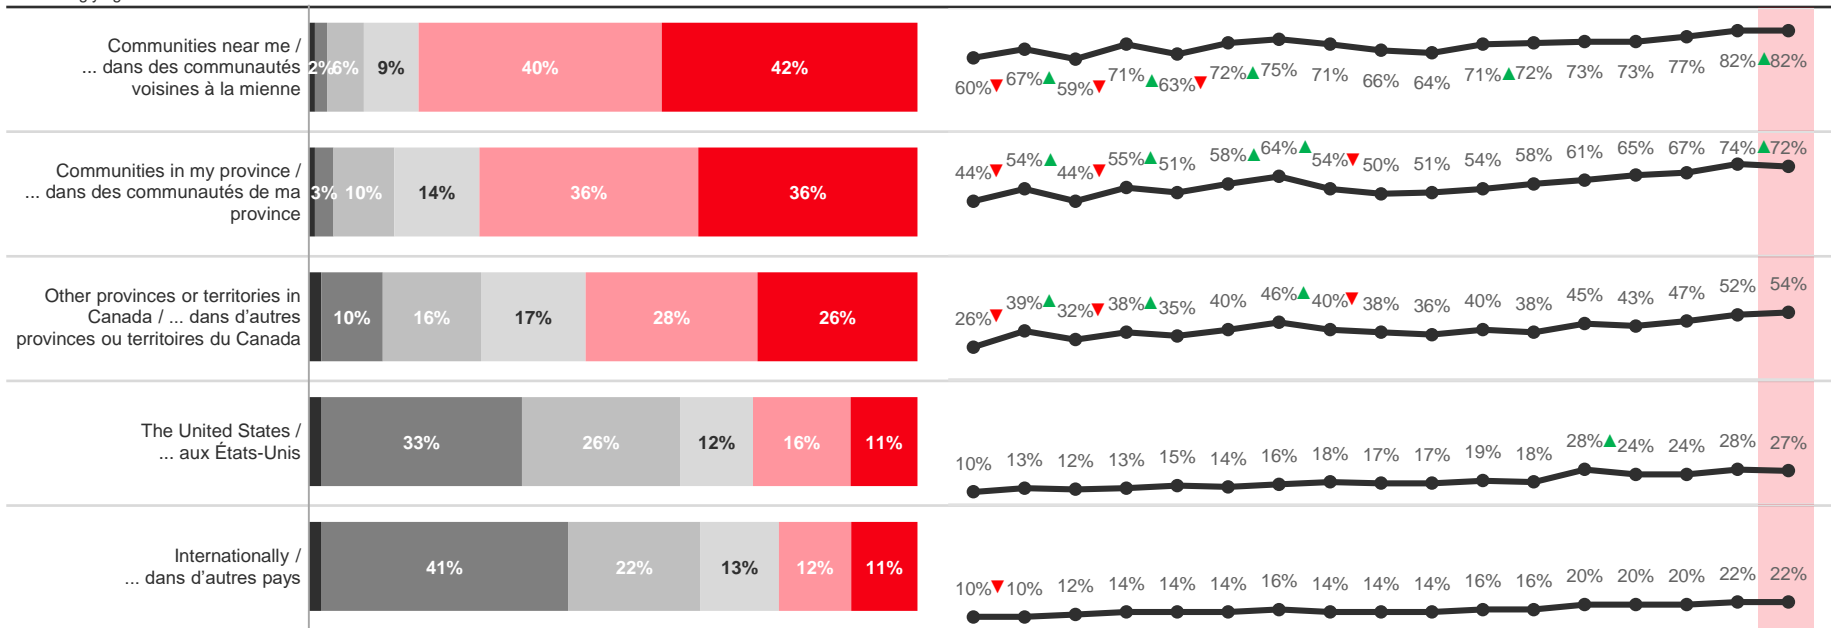 Communities near me /
... dans des communautés
voisines à la mienne
2% 6% 9% 40% 42%
60% 67% 59% 71% 63% 72% 75% 71% 66% 64% 71% 72% 73% 73% 77% 82% 82%
Communities in my province /
... dans des communautés de ma
province
3% 10% 14% 36% 36%
44% 54% 44% 55% 51% 58% 64% 54% 50% 51% 54% 58% 61% 65% 67% 74% 72%
Other provinces or territories in
Canada / ... dans d'autres
provinces ou territoires du Canada
10% 16% 17% 28% 26%
26% 39% 32% 38% 35% 40% 46% 40% 38% 36% 40% 38% 45% 43% 47% 52% 54%
The United States /
... aux États-Unis
33% 26% 12% 16% 11%
10% 13% 12% 13% 15% 14% 16% 18% 17% 17% 19% 18% 28% 24% 24% 28% 27%
Internationally /
... dans d'autres pays
41% 22% 13% 12% 11%
10% 10% 12% 14% 14% 14% 16% 14% 14% 14% 16% 16% 20% 20% 20% 22% 22%